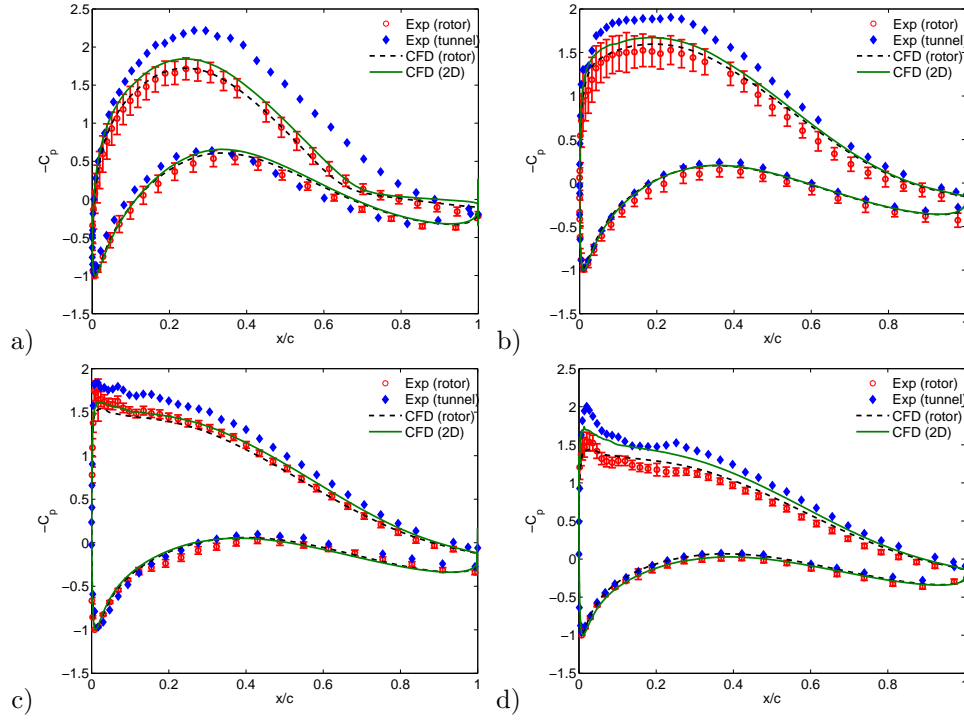 2.5
2
1.5
1
0.5
0
−0.5
−1
−1.5
−C_p
0 0.2 0.4 0.6 0.8 1
x/c
Exp (rotor)
Exp (tunnel)
CFD (rotor)
CFD (2D)
a)
2
1.5
1
0.5
0
−0.5
−1
−1.5
−C_p
0 0.2 0.4 0.6 0.8 1
x/c
Exp (rotor)
Exp (tunnel)
CFD (rotor)
CFD (2D)
b)
2
1.5
1
0.5
0
−0.5
−1
−1.5
−C_p
0 0.2 0.4 0.6 0.8 1
x/c
Exp (rotor)
Exp (tunnel)
CFD (rotor)
CFD (2D)
c)
2.5
2
1.5
1
0.5
0
−0.5
−1
−1.5
−C_p
0 0.2 0.4 0.6 0.8 1
x/c
Exp (rotor)
Exp (tunnel)
CFD (rotor)
CFD (2D)
d)